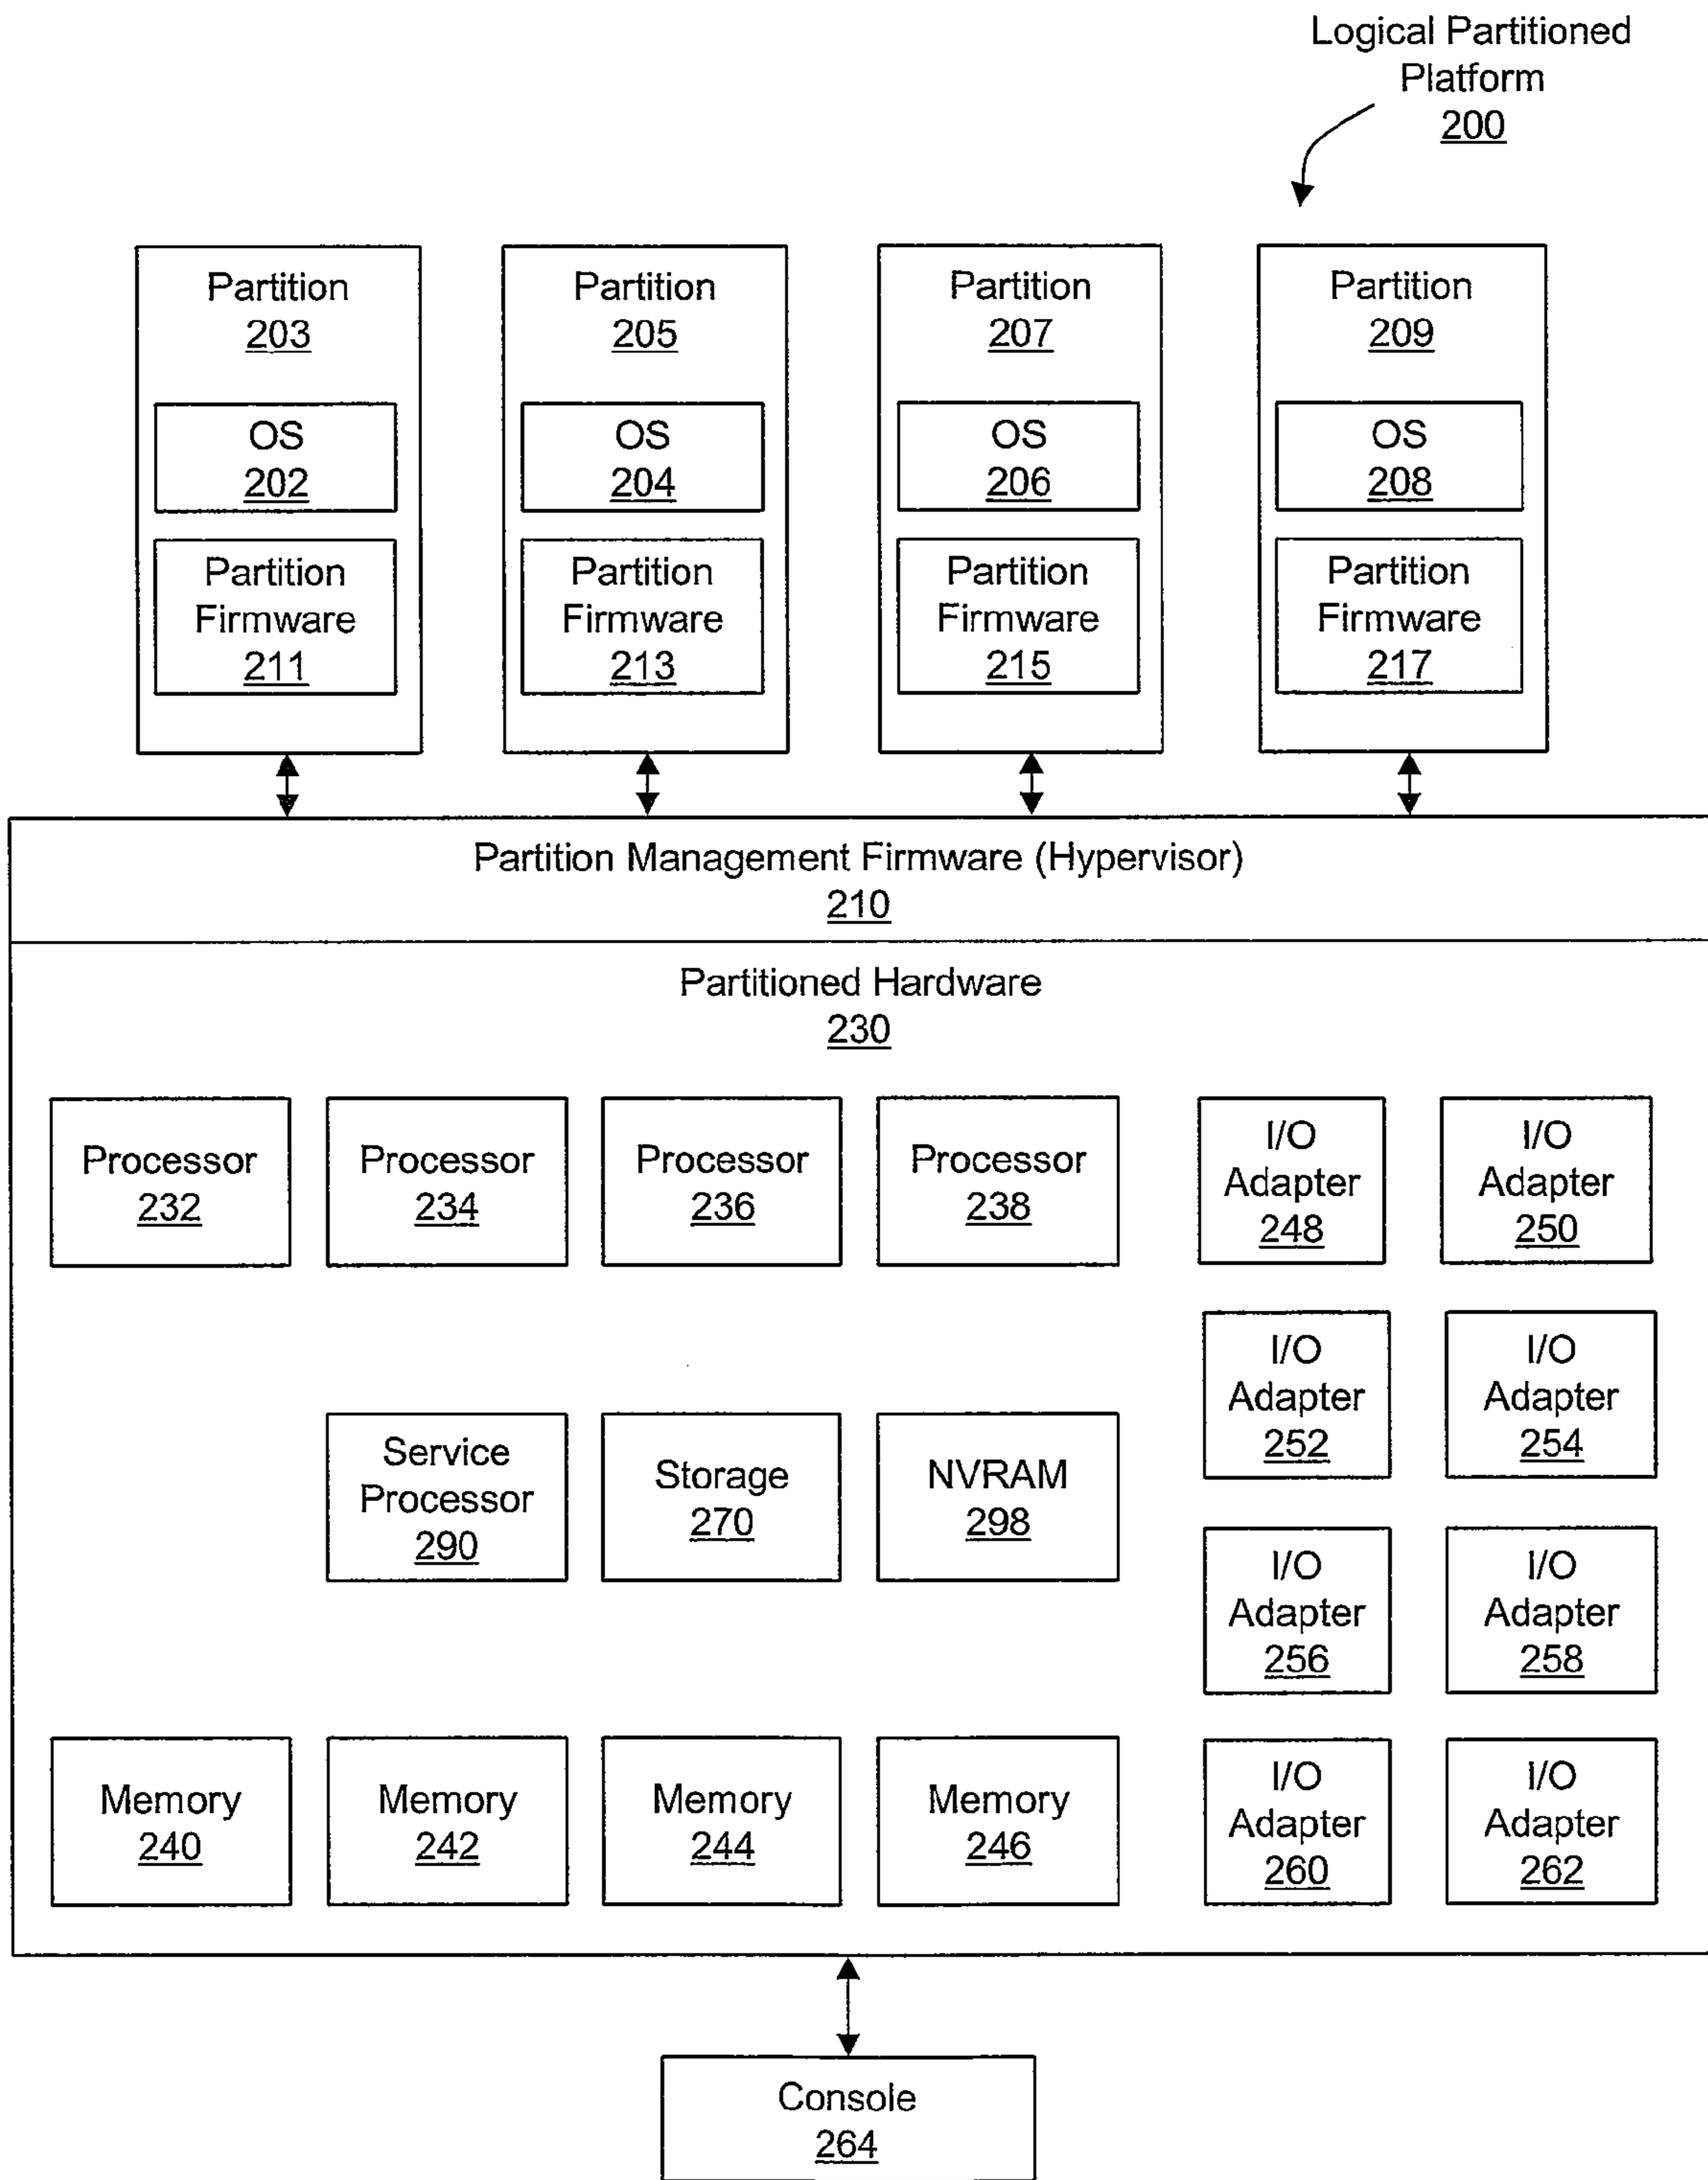 Logical Partitioned
Platform
200
Partition
203
OS
202
Partition
Firmware
211
Partition
205
OS
204
Partition
Firmware
213
Partition
207
OS
206
Partition
Firmware
215
Partition
209
OS
208
Partition
Firmware
217
Partition Management Firmware (Hypervisor)
210
Partitioned Hardware
230
Processor
232
Processor
234
Processor
236
Processor
238
I/O
Adapter
248
I/O
Adapter
250
I/O
Adapter
252
I/O
Adapter
254
Service
Processor
290
Storage
270
NVRAM
298
I/O
Adapter
256
I/O
Adapter
258
Memory
240
Memory
242
Memory
244
Memory
246
I/O
Adapter
260
I/O
Adapter
262
Console
264